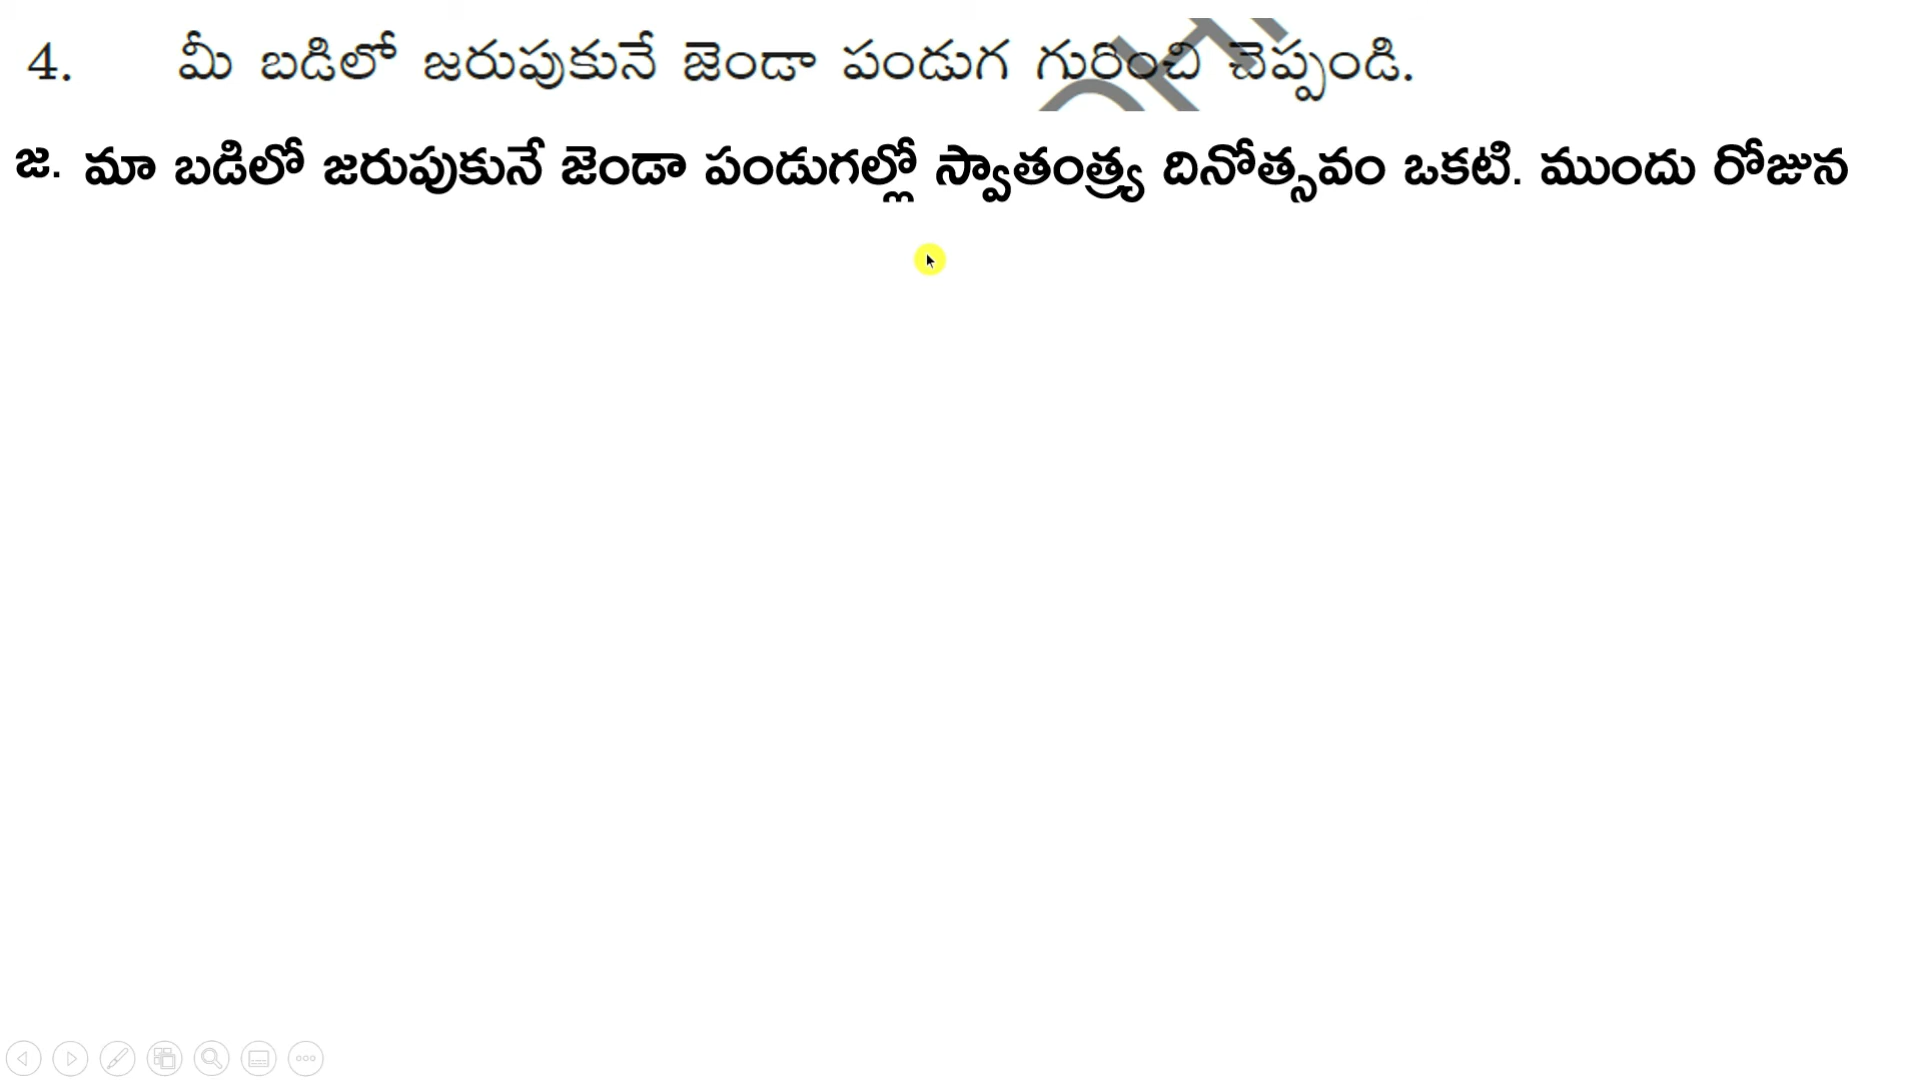 4. మీ బడిలో జరుపుకునే జెండా పండుగ గురించి చెప్పండి.
జ. మా బడిలో జరుపుకునే జెండా పండుగల్లో స్వాతంత్ర్య దినోత్సవం ఒకటి. ముందు రోజున